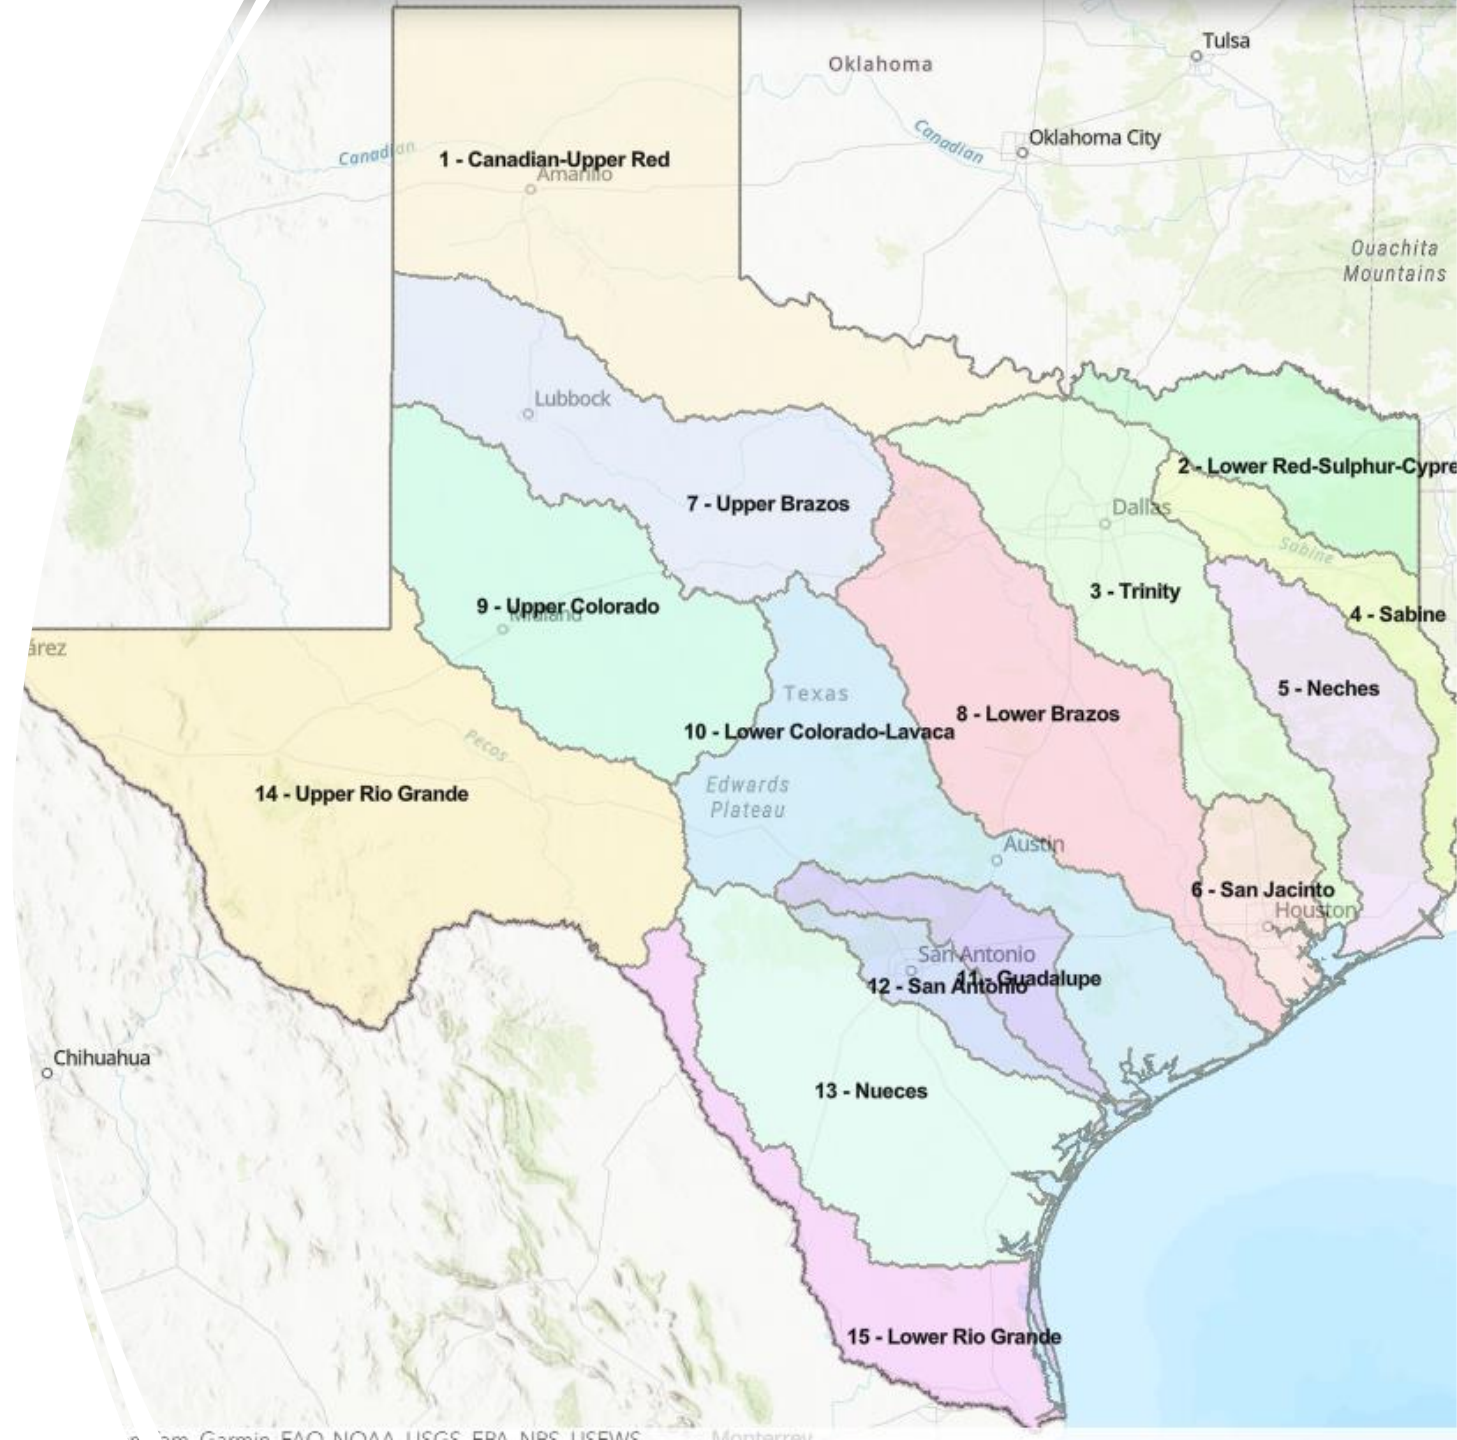 Tulsa
Oklahoma
Canadian
Oklahoma City
Canadian
1 - Canadian-Upper Red
Amarillo
Ouachita
Mountains
Lubbock
2 - Lower Red-Sulphur-Cypre
7 - Upper Brazos
Dallas
Sabine
3 - Trinity
9 - Upper Colorado
Midland
4 - Sabine
árez
5 - Neches
Texas
8 - Lower Brazos
10 - Lower Colorado-Lavaca
Pecos
Edwards
Plateau
14 - Upper Rio Grande
Austin
6 - San Jacinto
Houston
San Antonio
11 - Guadalupe
12 - San Antonio
Chihuahua
13 - Nueces
15 - Lower Rio Grande
Garmin, FAO, NOAA, USGS, EPA, NPS, USFWS
Monterrey